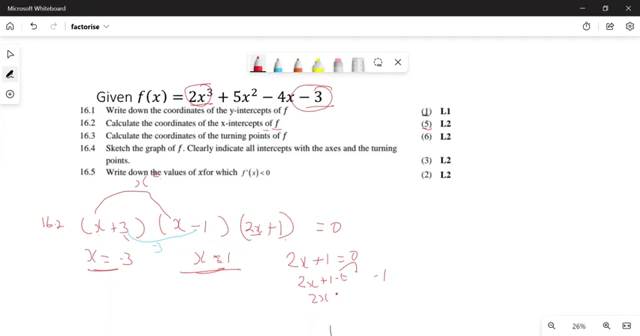 Microsoft Whiteboard
factorise
Given f(x) = 2x³ + 5x² − 4x − 3
16.1 Write down the coordinates of the y-intercepts of f (1) L1
16.2 Calculate the coordinates of the x-intercepts of f (5) L2
16.3 Calculate the coordinates of the turning points of f (6) L2
16.4 Sketch the graph of f. Clearly indicate all intercepts with the axes and the turning
points. (3) L2
16.5 Write down the values of x for which f'(x) < 0 (2) L2
16.2 (x + 3) (x − 1) (2x + 1) = 0
-3
x = -3 x = 1 2x + 1 = 0
2x + 1 -1
2x
26%